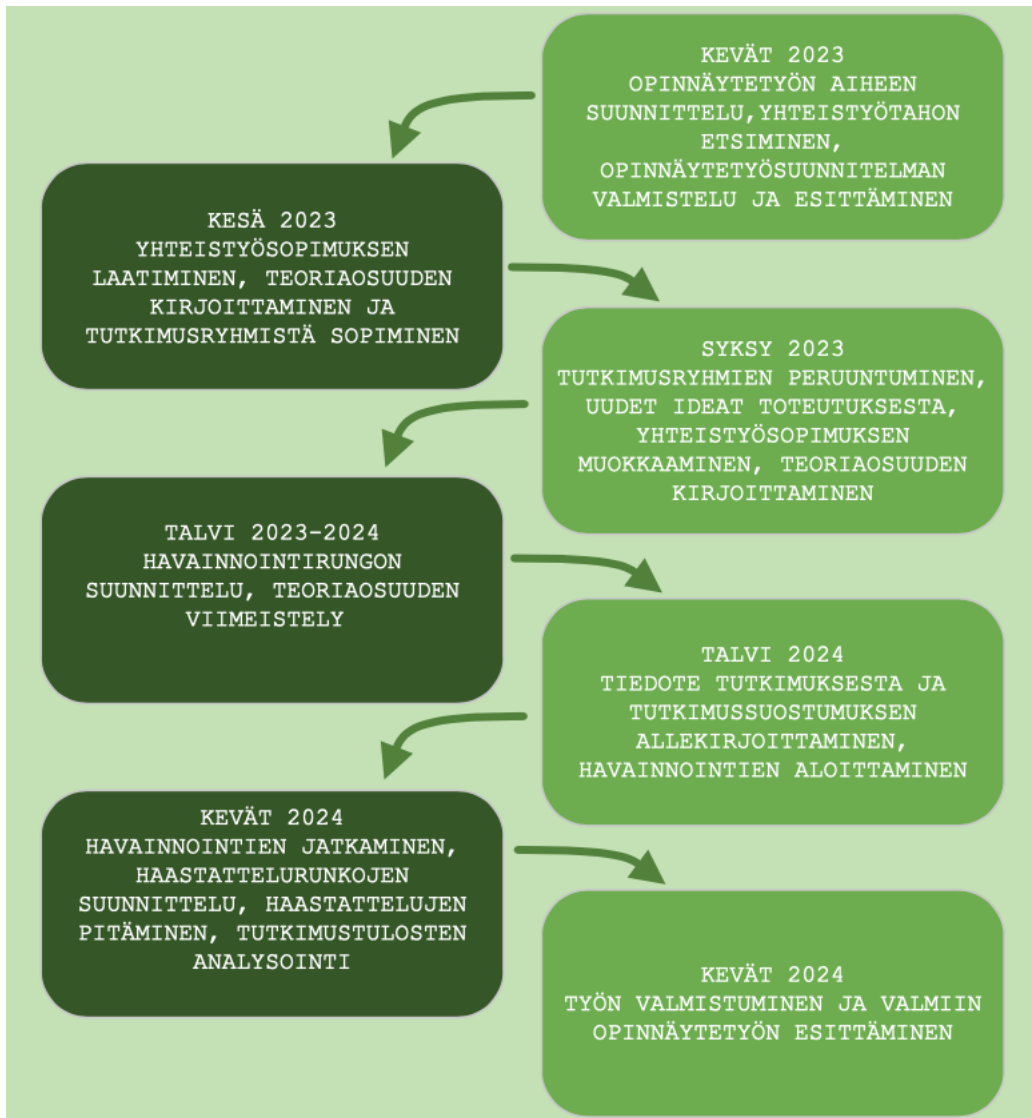 KEVÄT 2023
OPINNÄYTETYÖN AIHEEN
SUUNNITTELU,YHTEISTYÖTAHON
ETSIMINEN,
OPINNÄYTETYÖSUUNNITELMAN
VALMISTELU JA ESITTÄMINEN
KESÄ 2023
YHTEISTYÖSOPIMUKSEN
LAATIMINEN, TEORIAOSUUDEN
KIRJOITTAMINEN JA
TUTKIMUSRYHMISTÄ SOPIMINEN
SYKSY 2023
TUTKIMUSRYHMIEN PERUUNTUMINEN,
UUDET IDEAT TOTEUTUKSESTA,
YHTEISTYÖSOPIMUKSEN
MUOKKAAMINEN, TEORIAOSUUDEN
KIRJOITTAMINEN
TALVI 2023-2024
HAVAINNOINTIRUNGON
SUUNNITTELU, TEORIAOSUUDEN
VIIMEISTELY
TALVI 2024
TIEDOTE TUTKIMUKSESTA JA
TUTKIMUSSUOSTUMUKSEN
ALLEKIRJOITTAMINEN,
HAVAINNOINTIEN ALOITTAMINEN
KEVÄT 2024
HAVAINNOINTIEN JATKAMINEN,
HAASTATTELURUNKOJEN
SUUNNITTELU, HAASTATTELUJEN
PITÄMINEN, TUTKIMUSTULOSTEN
ANALYSOINTI
KEVÄT 2024
TYÖN VALMISTUMINEN JA VALMIIN
OPINNÄYTETYÖN ESITTÄMINEN